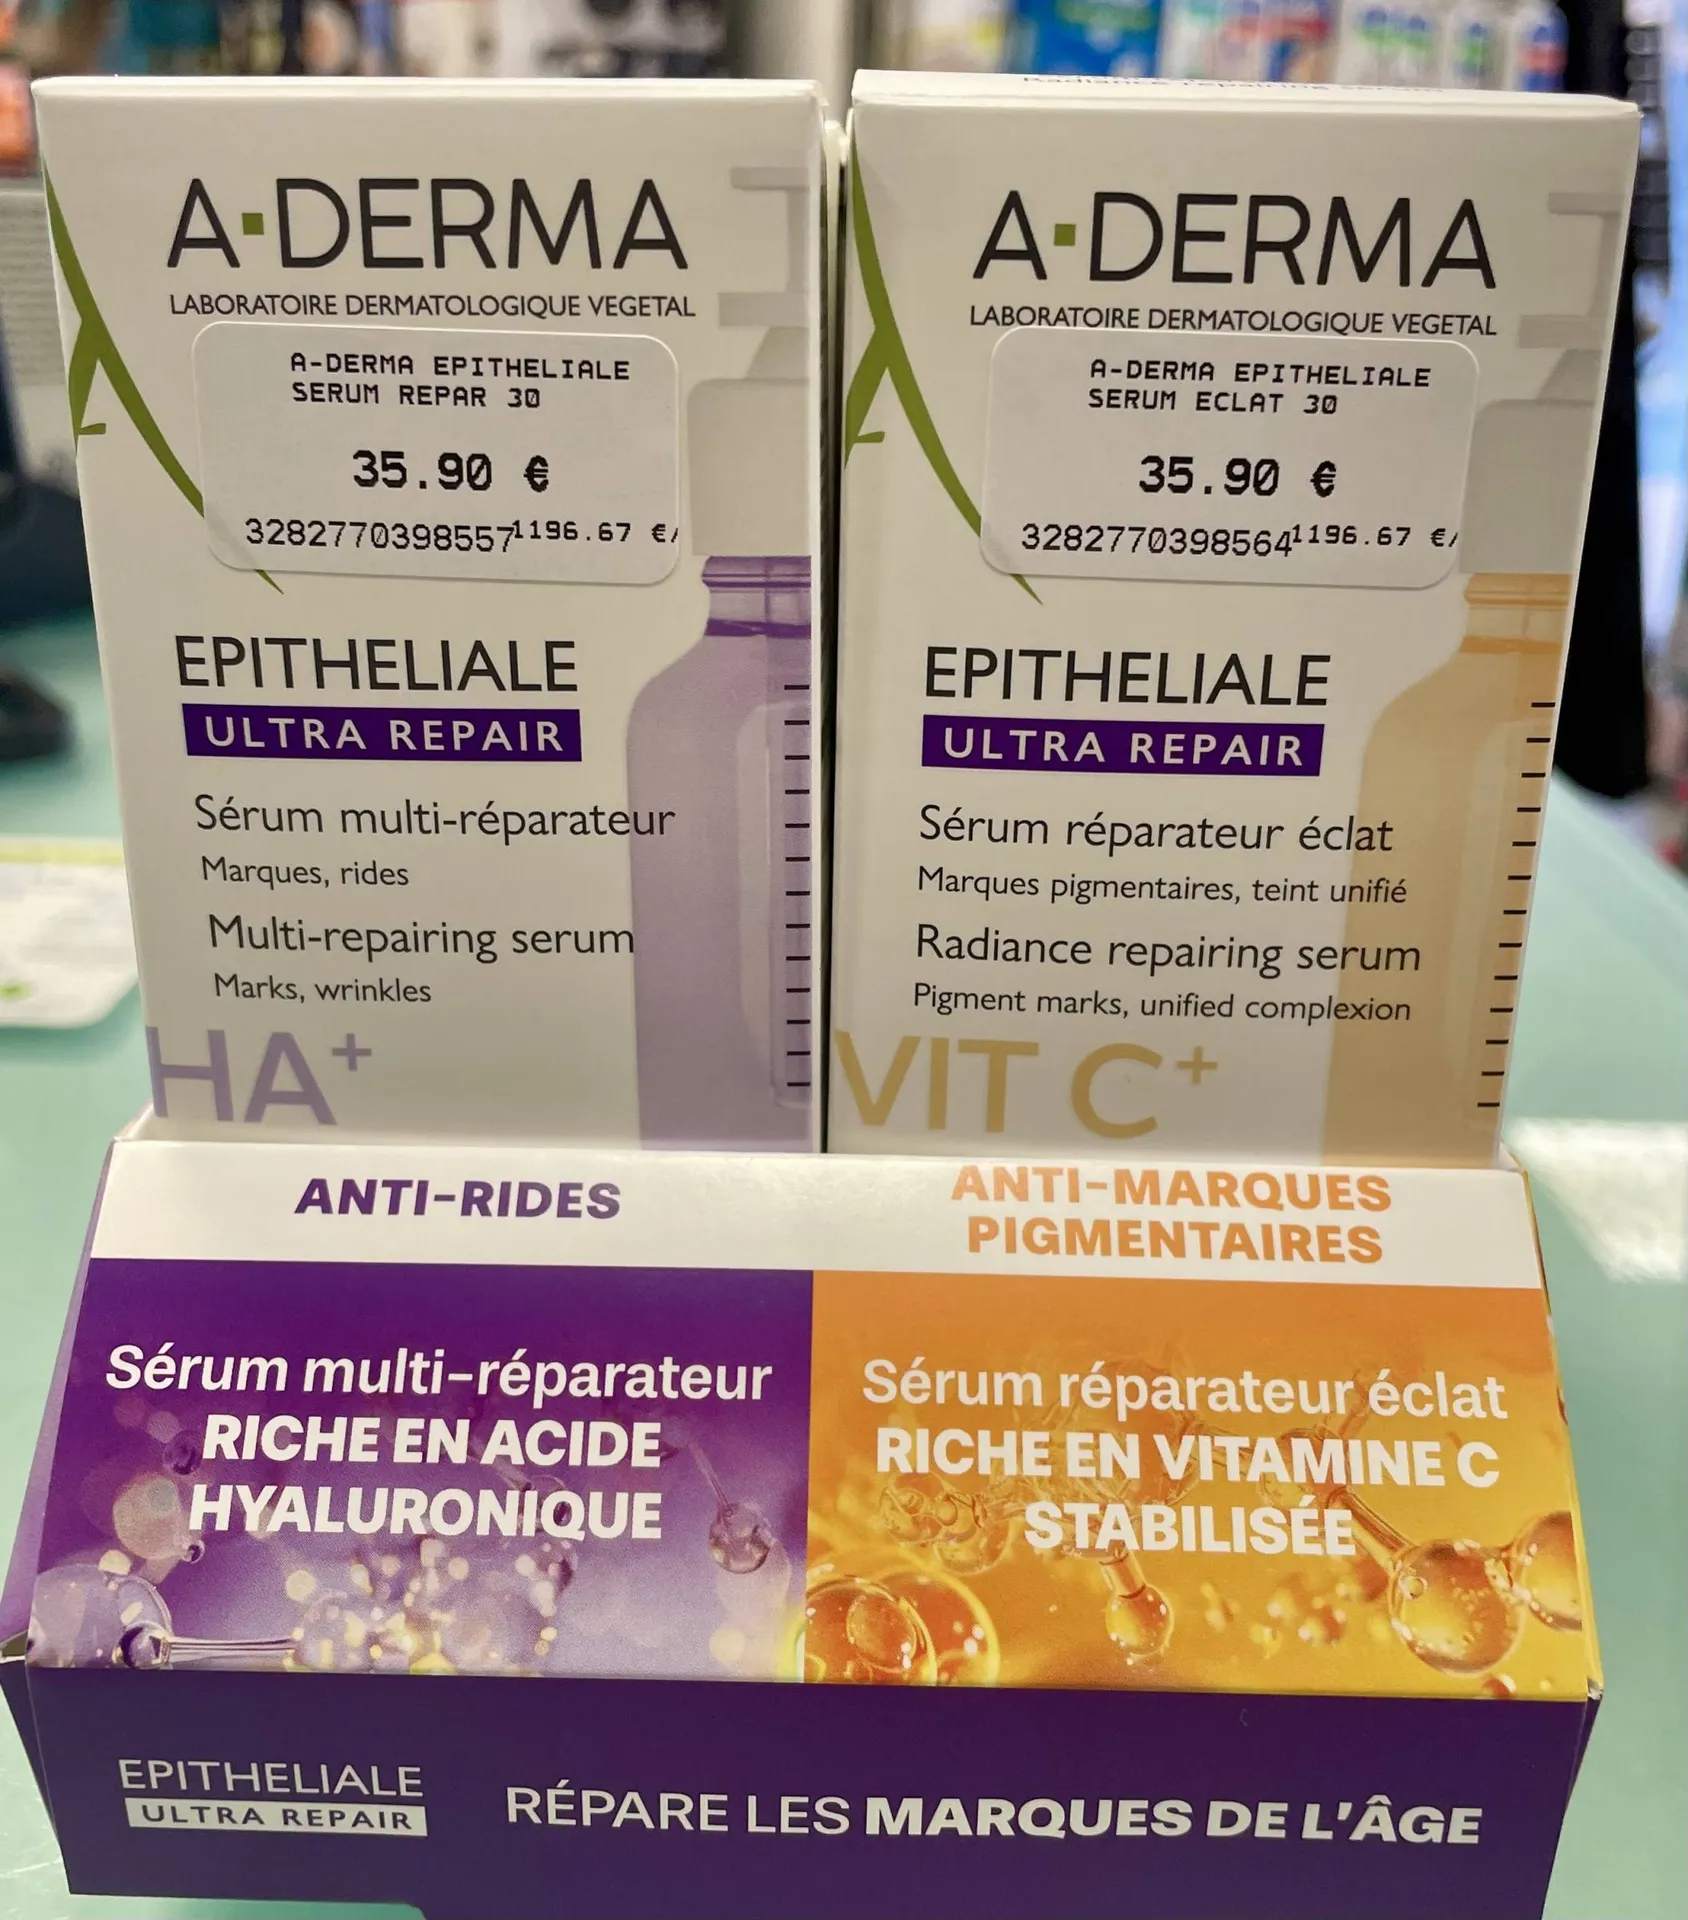 A-DERMA
LABORATOIRE DERMATOLOGIQUE VEGETAL
A-DERMA EPITHELIALE
SERUM REPAR 30
35.90 €
3282770398557 1196.67 €/
EPITHELIALE
ULTRA REPAIR
Sérum multi-réparateur
Marques, rides
Multi-repairing serum
Marks, wrinkles
HA+
Radiance repairing serum
A-DERMA
LABORATOIRE DERMATOLOGIQUE VEGETAL
A-DERMA EPITHELIALE
SERUM ECLAT 30
35.90 €
3282770398564 1196.67 €/
EPITHELIALE
ULTRA REPAIR
Sérum réparateur éclat
Marques pigmentaires, teint unifié
Radiance repairing serum
Pigment marks, unified complexion
VIT C+
ANTI-RIDES
Sérum multi-réparateur
RICHE EN ACIDE
HYALURONIQUE
ANTI-MARQUES
PIGMENTAIRES
Sérum réparateur éclat
RICHE EN VITAMINE C
STABILISÉE
EPITHELIALE
ULTRA REPAIR
RÉPARE LES MARQUES DE L'ÂGE